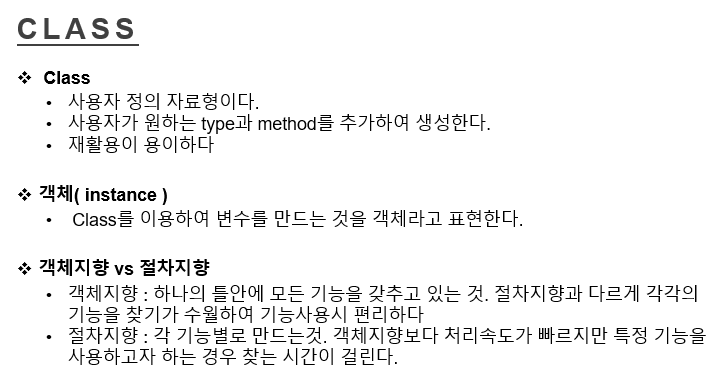 CLASS
❖ Class
• 사용자 정의 자료형이다.
• 사용자가 원하는 type과 method를 추가하여 생성한다.
• 재활용이 용이하다
❖ 객체( instance )
• Class를 이용하여 변수를 만드는 것을 객체라고 표현한다.
❖ 객체지향 vs 절차지향
• 객체지향 : 하나의 틀안에 모든 기능을 갖추고 있는 것. 절차지향과 다르게 각각의
기능을 찾기가 수월하여 기능사용시 편리하다
• 절차지향 : 각 기능별로 만드는것. 객체지향보다 처리속도가 빠르지만 특정 기능을
사용하고자 하는 경우 찾는 시간이 걸린다.